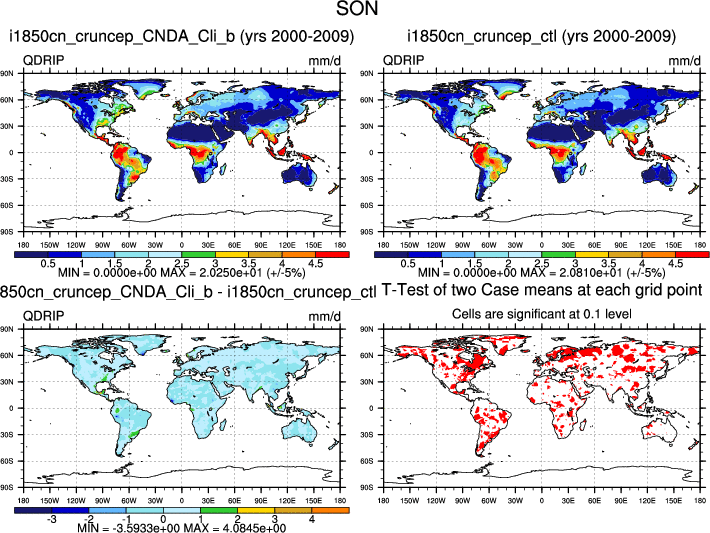 SON
i1850cn_cruncep_CNDA_Cli_b (yrs 2000-2009)
QDRIP mm/d
90N
60N
30N
0
30S
60S
90S
180 150W 120W 90W 60W 30W 0 30E 60E 90E 120E 150E 180
0.5 1 1.5 2 2.5 3 3.5 4 4.5
MIN = 0.0000e+00 MAX = 2.0250e+01 (+/-5%)
i1850cn_cruncep_ctl (yrs 2000-2009)
QDRIP mm/d
90N
60N
30N
0
30S
60S
90S
180 150W 120W 90W 60W 30W 0 30E 60E 90E 120E 150E 180
0.5 1 1.5 2 2.5 3 3.5 4 4.5
MIN = 0.0000e+00 MAX = 2.0810e+01 (+/-5%)
850cn_cruncep_CNDA_Cli_b - i1850cn_cruncep_ctl
QDRIP mm/d
90N
60N
30N
0
30S
60S
90S
180 150W 120W 90W 60W 30W 0 30E 60E 90E 120E 150E 180
-3 -2 -1 0 1 2 3 4
MIN = -3.5933e+00 MAX = 4.0845e+00
T-Test of two Case means at each grid point
Cells are significant at 0.1 level
90N
60N
30N
0
30S
60S
90S
180 150W 120W 90W 60W 30W 0 30E 60E 90E 120E 150E 180